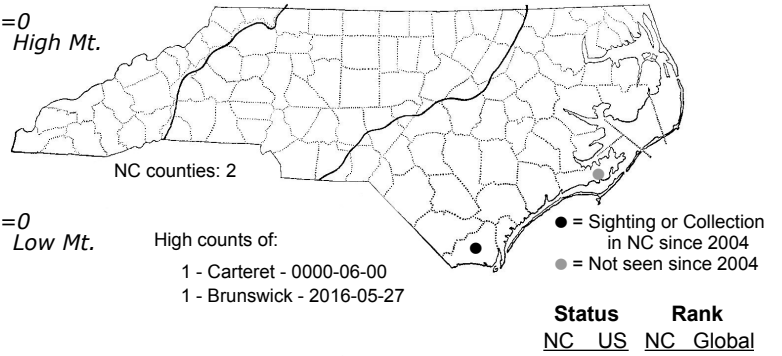 =0
High Mt.
NC counties: 2
=0
Low Mt.
High counts of:
1 - Carteret - 0000-06-00
1 - Brunswick - 2016-05-27
● = Sighting or Collection
in NC since 2004
● = Not seen since 2004
Status Rank
NC US NC Global